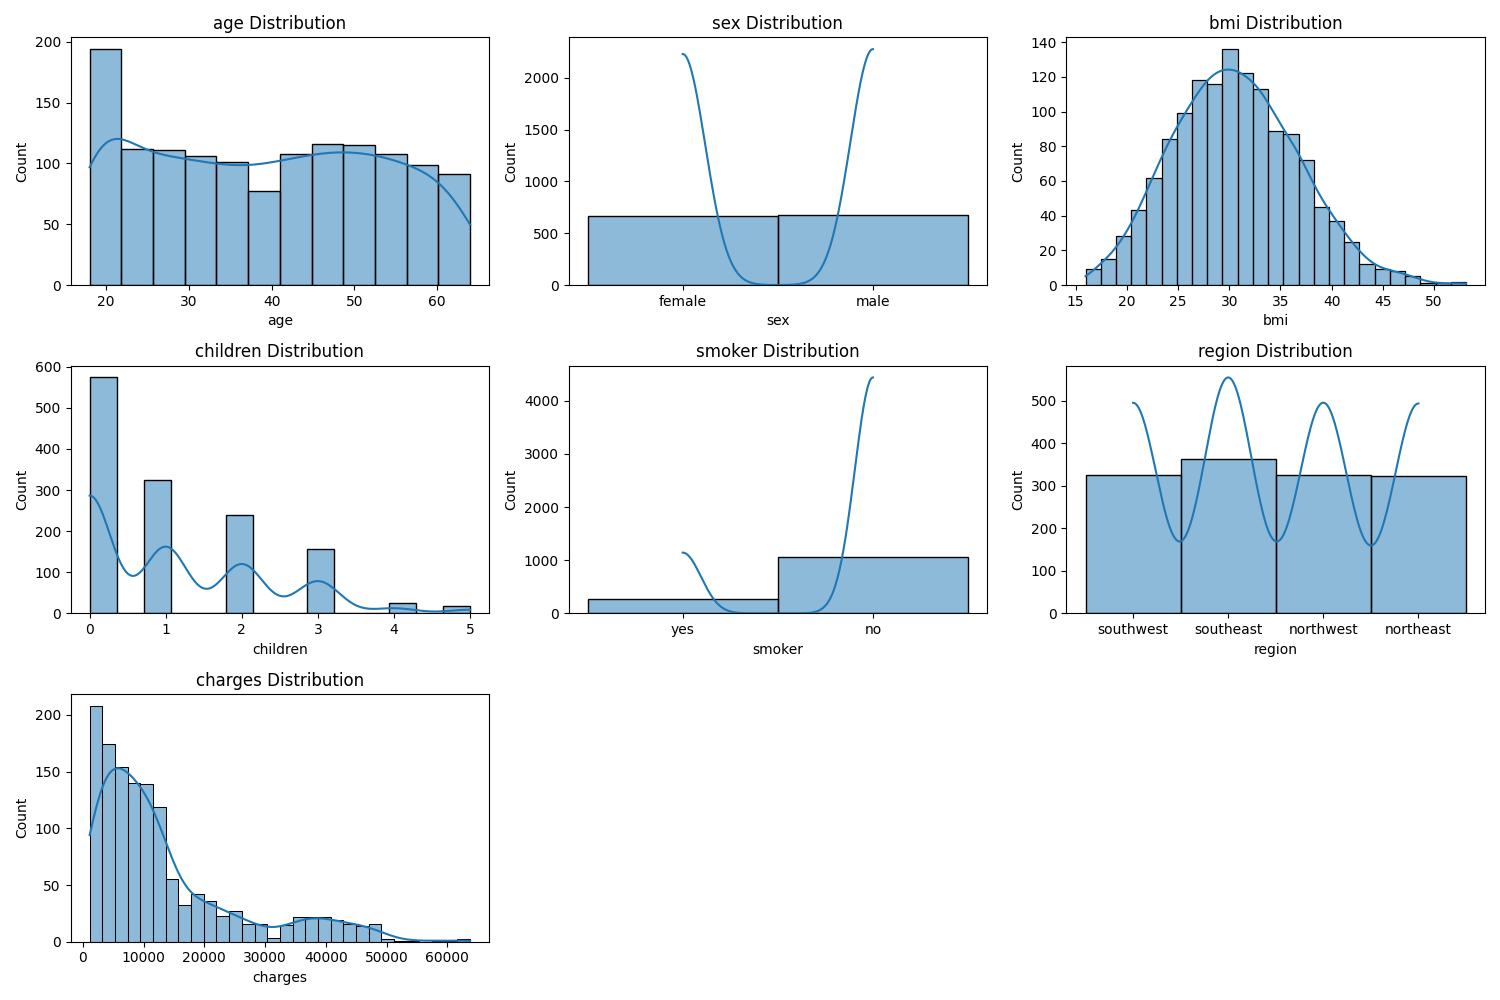 age Distribution
200
150
100
50
0
Count
20 30 40 50 60
age
sex Distribution
2000
1500
1000
500
0
Count
female male
sex
bmi Distribution
140
120
100
80
60
40
20
0
Count
15 20 25 30 35 40 45 50
bmi
children Distribution
600
500
400
300
200
100
0
Count
0 1 2 3 4 5
children
smoker Distribution
4000
3000
2000
1000
0
Count
yes no
smoker
region Distribution
500
400
300
200
100
0
Count
southwest southeast northwest northeast
region
charges Distribution
200
150
100
50
0
Count
0 10000 20000 30000 40000 50000 60000
charges